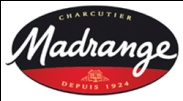 CHARCUTIER
Madrange
DEPUIS 1924